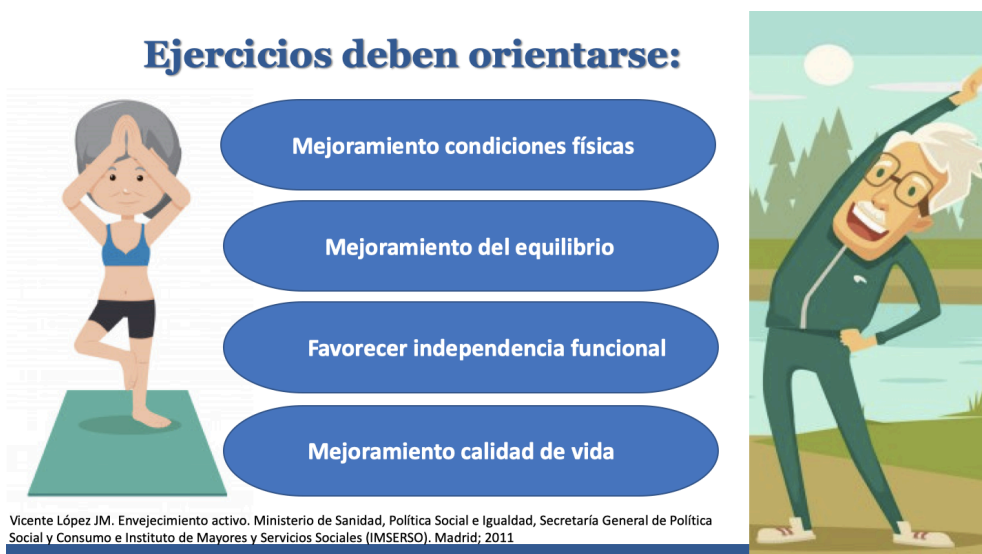 Ejercicios deben orientarse:
Mejoramiento condiciones físicas
Mejoramiento del equilibrio
Favorecer independencia funcional
Mejoramiento calidad de vida
Vicente López JM. Envejecimiento activo. Ministerio de Sanidad, Política Social e Igualdad, Secretaría General de Política
Social y Consumo e Instituto de Mayores y Servicios Sociales (IMSERSO). Madrid; 2011